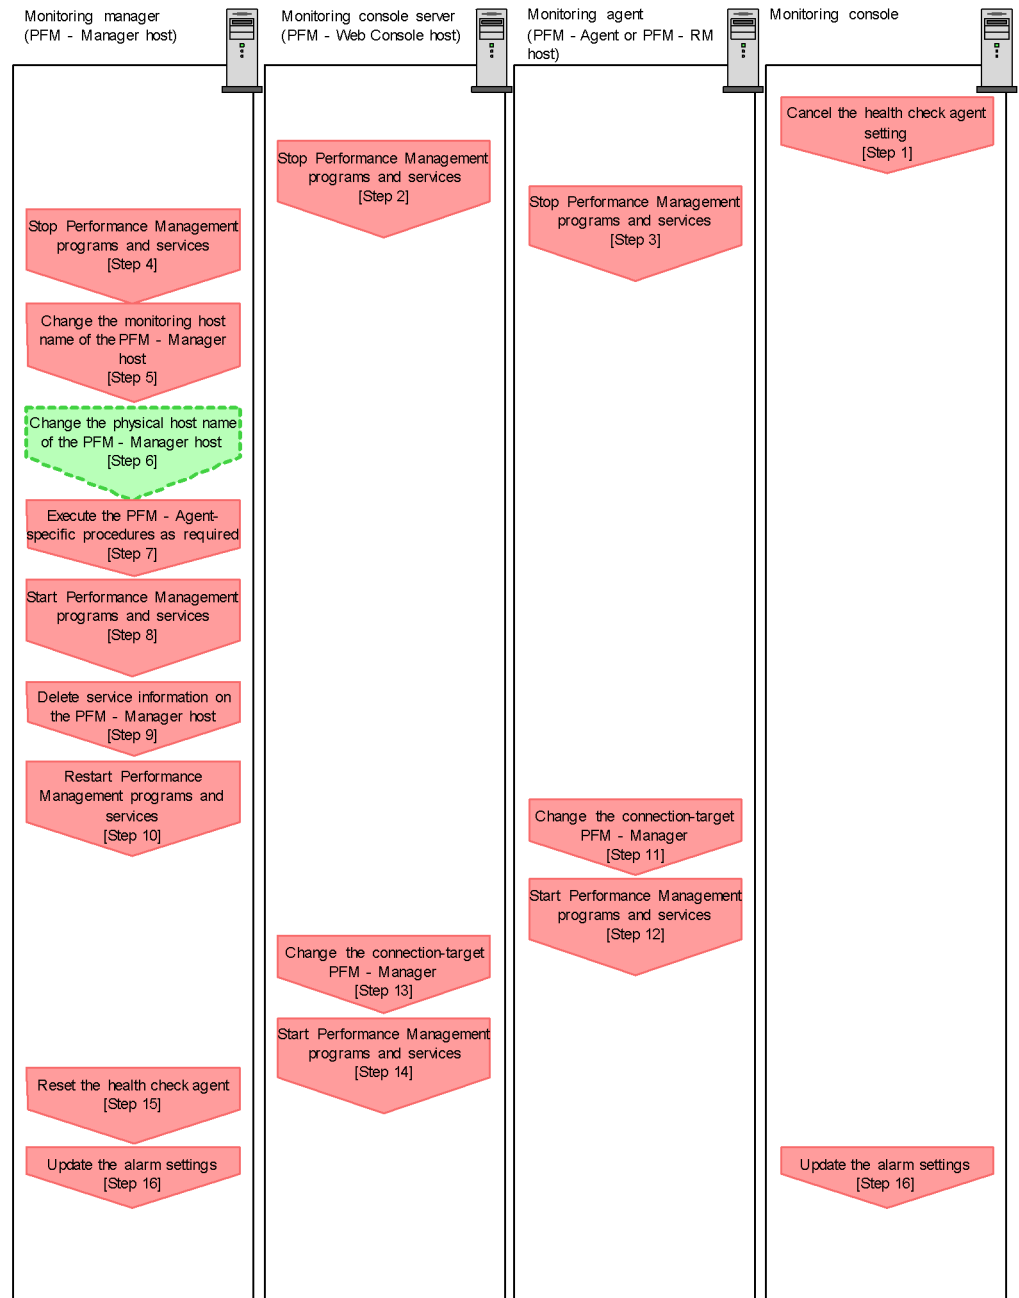 Monitoring manager
(PFM - Manager host)
Monitoring console server
(PFM - Web Console host)
Monitoring agent
(PFM - Agent or PFM - RM
host)
Monitoring console
Cancel the health check agent
setting
[Step 1]
Stop Performance Management
programs and services
[Step 2]
Stop Performance Management
programs and services
[Step 3]
Stop Performance Management
programs and services
[Step 4]
Change the monitoring host
name of the PFM - Manager
host
[Step 5]
Change the physical host name
of the PFM - Manager host
[Step 6]
Execute the PFM - Agent-
specific procedures as required
[Step 7]
Start Performance Management
programs and services
[Step 8]
Delete service information on
the PFM - Manager host
[Step 9]
Restart Performance
Management programs and
services
[Step 10]
Change the connection-target
PFM - Manager
[Step 11]
Start Performance Management
programs and services
[Step 12]
Change the connection-target
PFM - Manager
[Step 13]
Start Performance Management
programs and services
[Step 14]
Reset the health check agent
[Step 15]
Update the alarm settings
[Step 16]
Update the alarm settings
[Step 16]